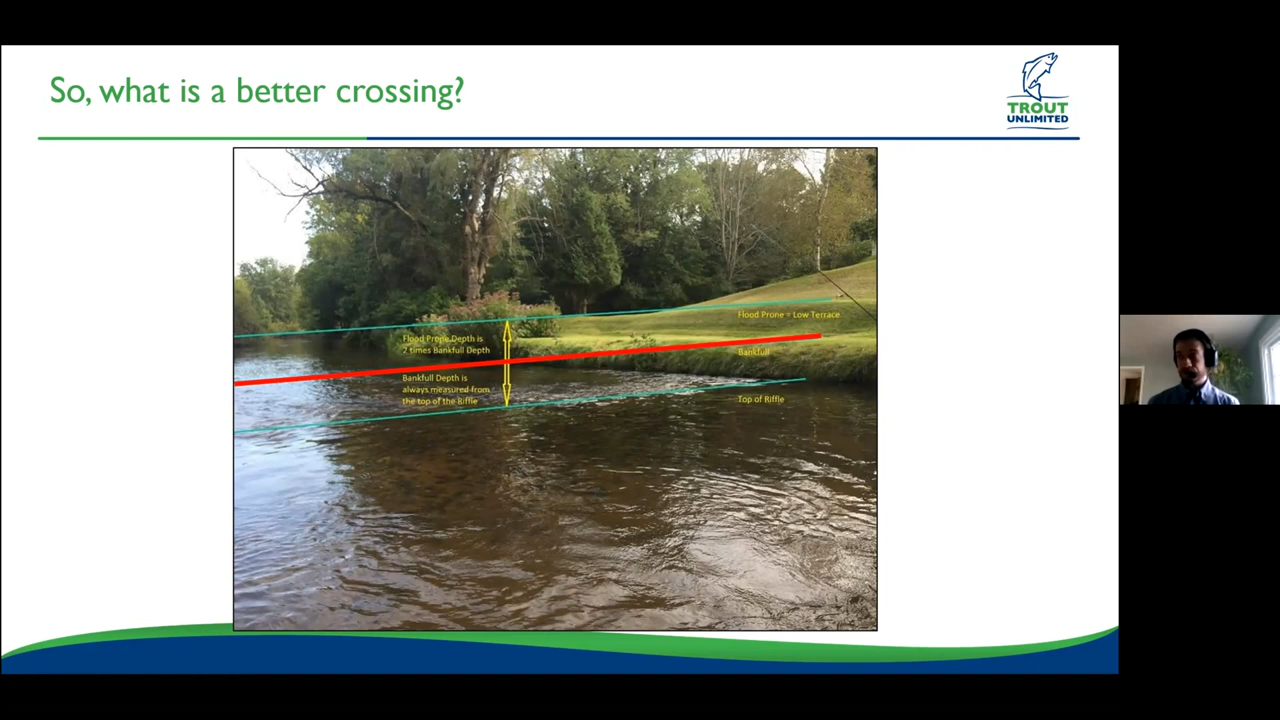 So, what is a better crossing?
TROUT
UNLIMITED
Flood Prone = Low Terrace
Flood Prone Depth is
2 times Bankfull Depth
Bankfull
Bankfull Depth is
always measured from
the top of the Riffle
Top of Riffle